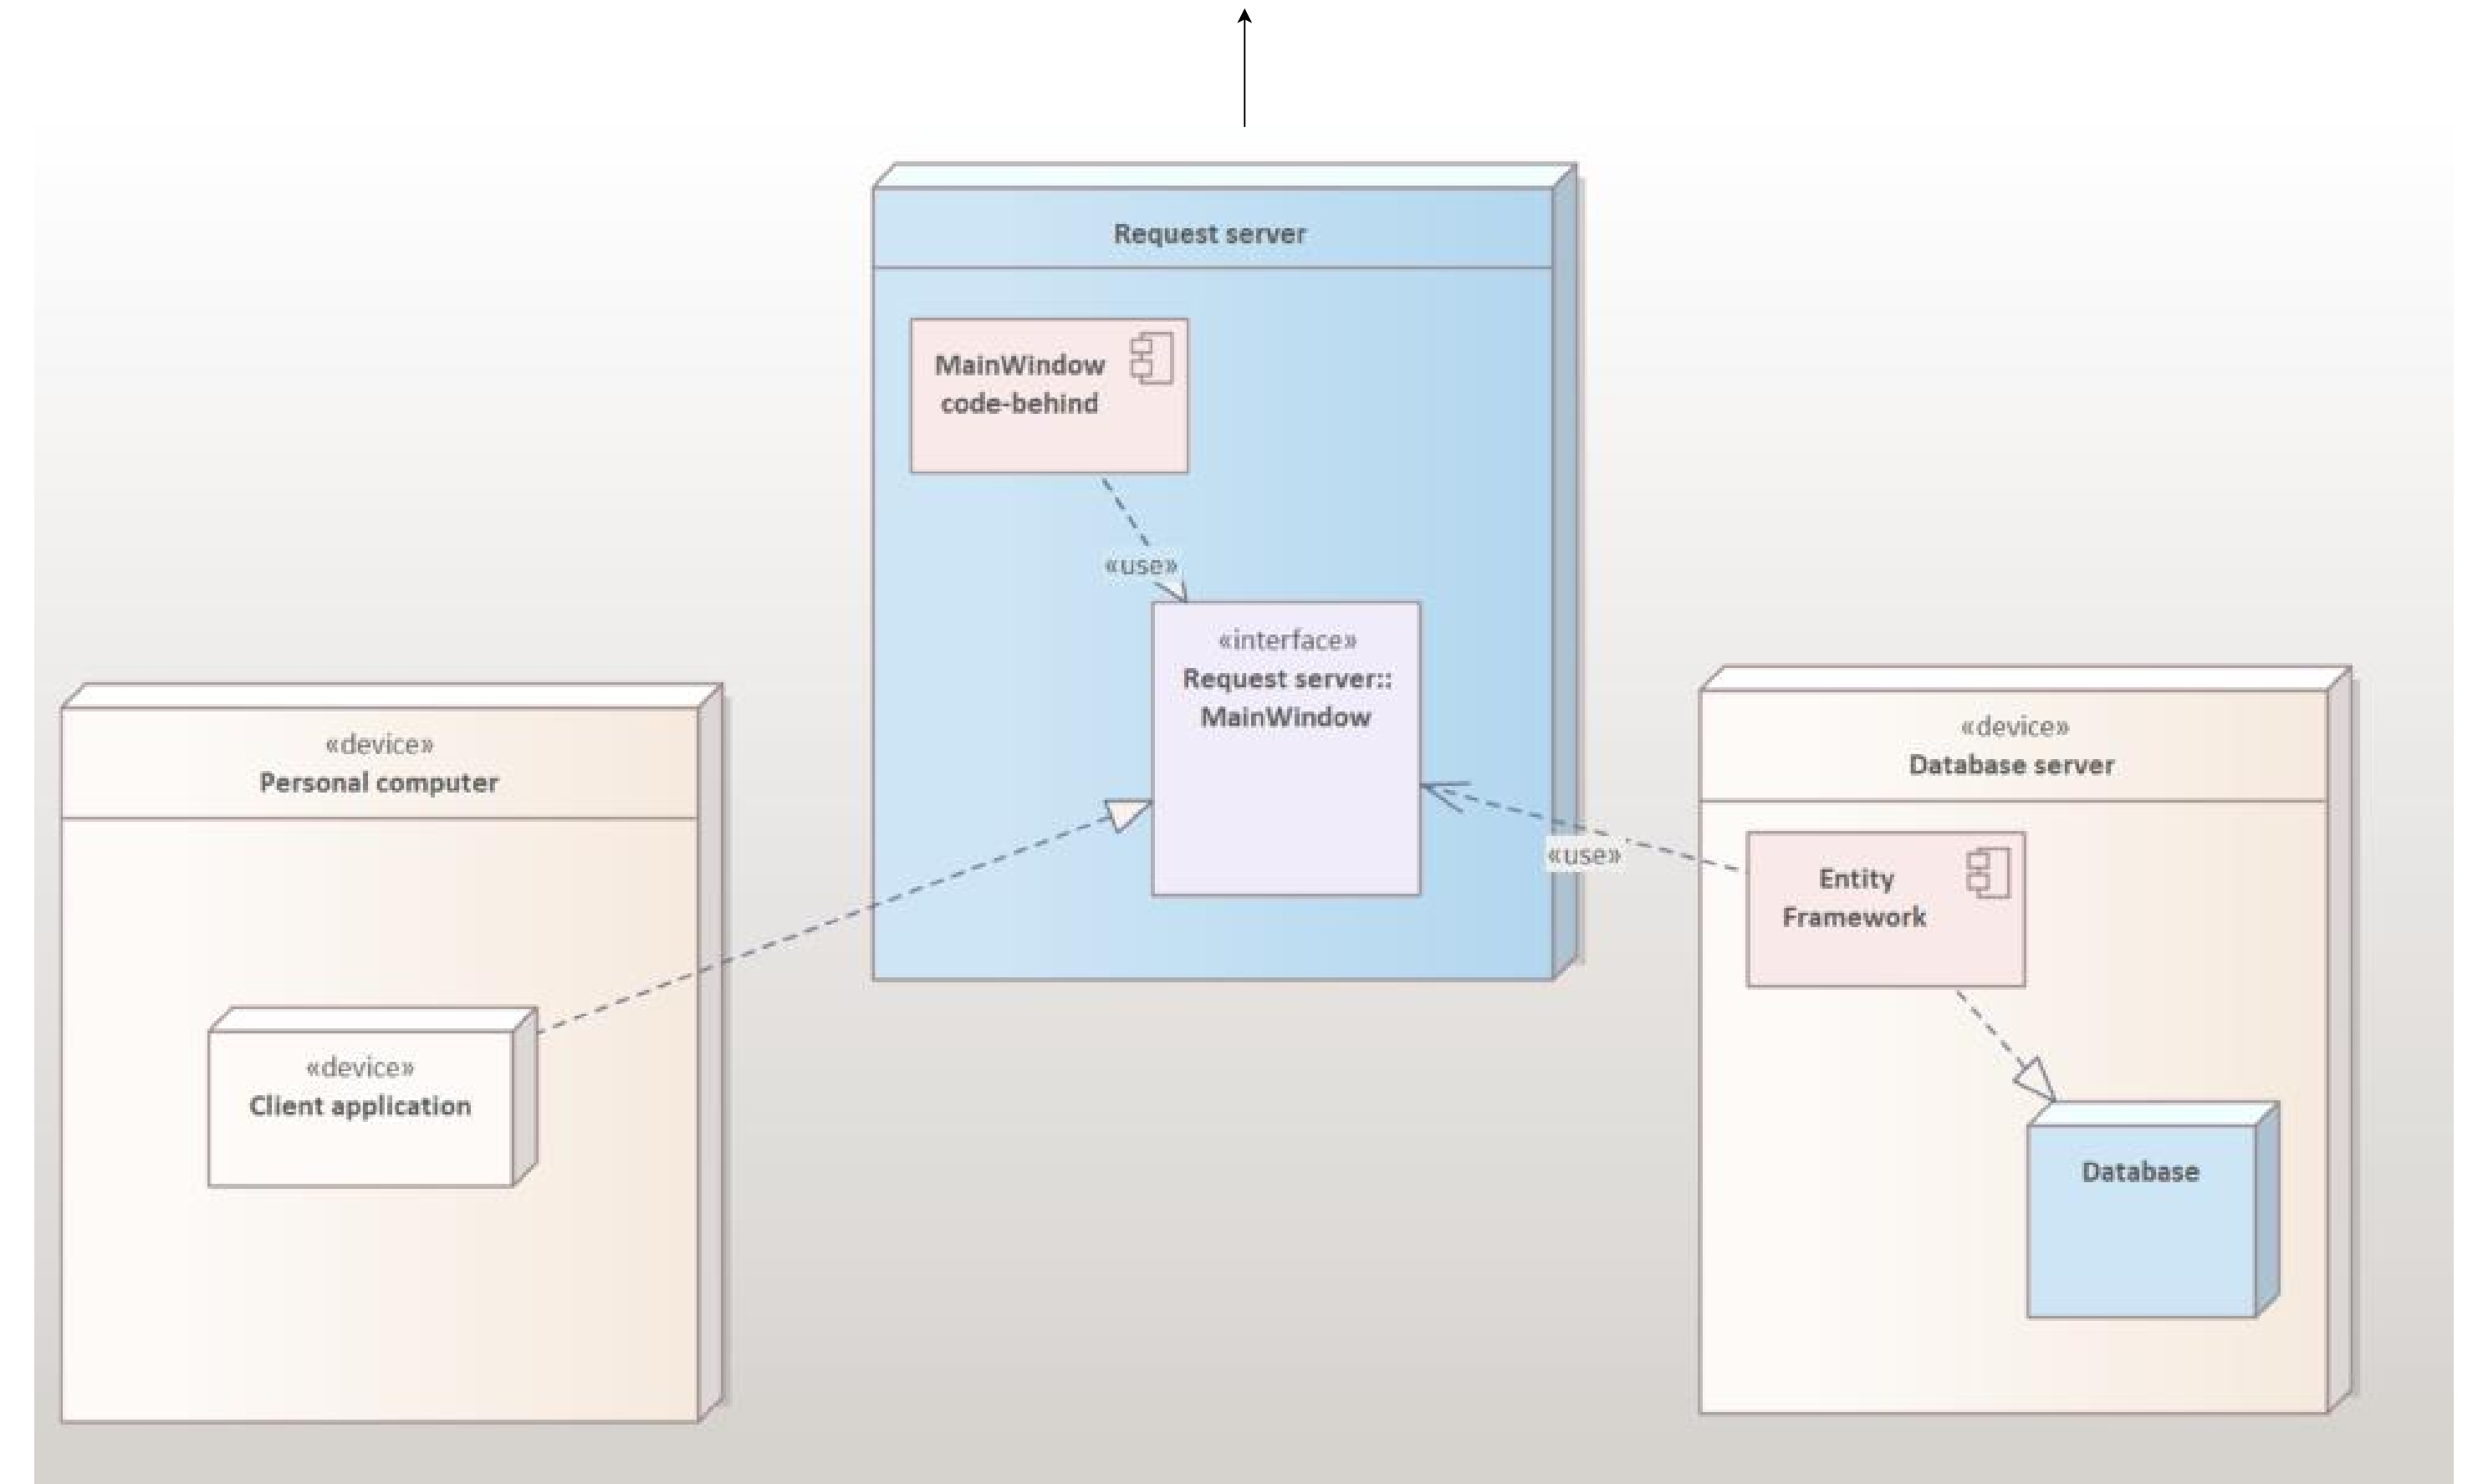 Request server
MainWindow
code-behind
«use»
«interface»
Request server::
MainWindow
«device»
Personal computer
«device»
Client application
«use»
«device»
Database server
Entity
Framework
Database